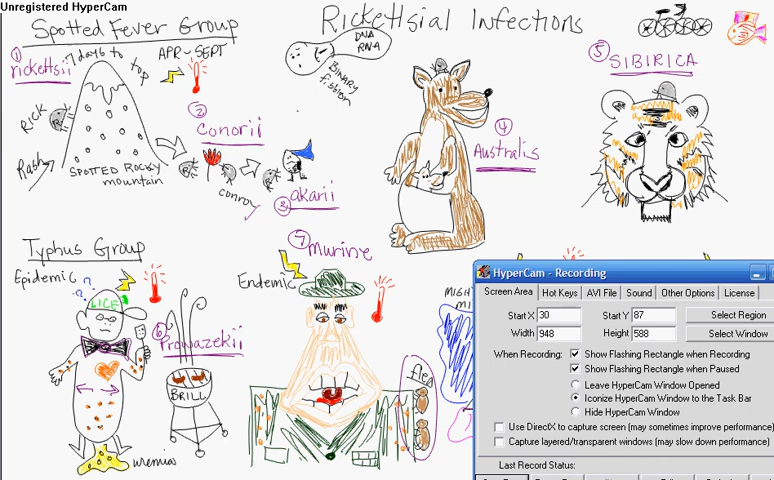 Unregistered HyperCam
Rickettsial Infections
Spotted Fever Group
① rickettsii
7 days to top
APR-SEPT
DNA
RNA
BINARY
fission
Rick
Rash
SPOTTED ROCKY
mountain
② Conorii
conroy
③ akarii
④ Australis
⑤ SIBIRICA
Typhus Group
Epidemic
??
LICE
⑥ Prowazekii
BRILL
uremia
⑦ Murine
Endemic
flea
HyperCam - Recording
Screen Area
Hot Keys
AVI File
Sound
Other Options
License
Start X 30
Start Y 87
Select Region
Width 948
Height 588
Select Window
When Recording:
Show Flashing Rectangle when Recording
Show Flashing Rectangle when Paused
Leave HyperCam Window Opened
Iconize HyperCam Window to the Task Bar
Hide HyperCam Window
Use DirectX to capture screen (may sometimes improve performance)
Capture layered/transparent windows (may slow down performance)
Last Record Status: